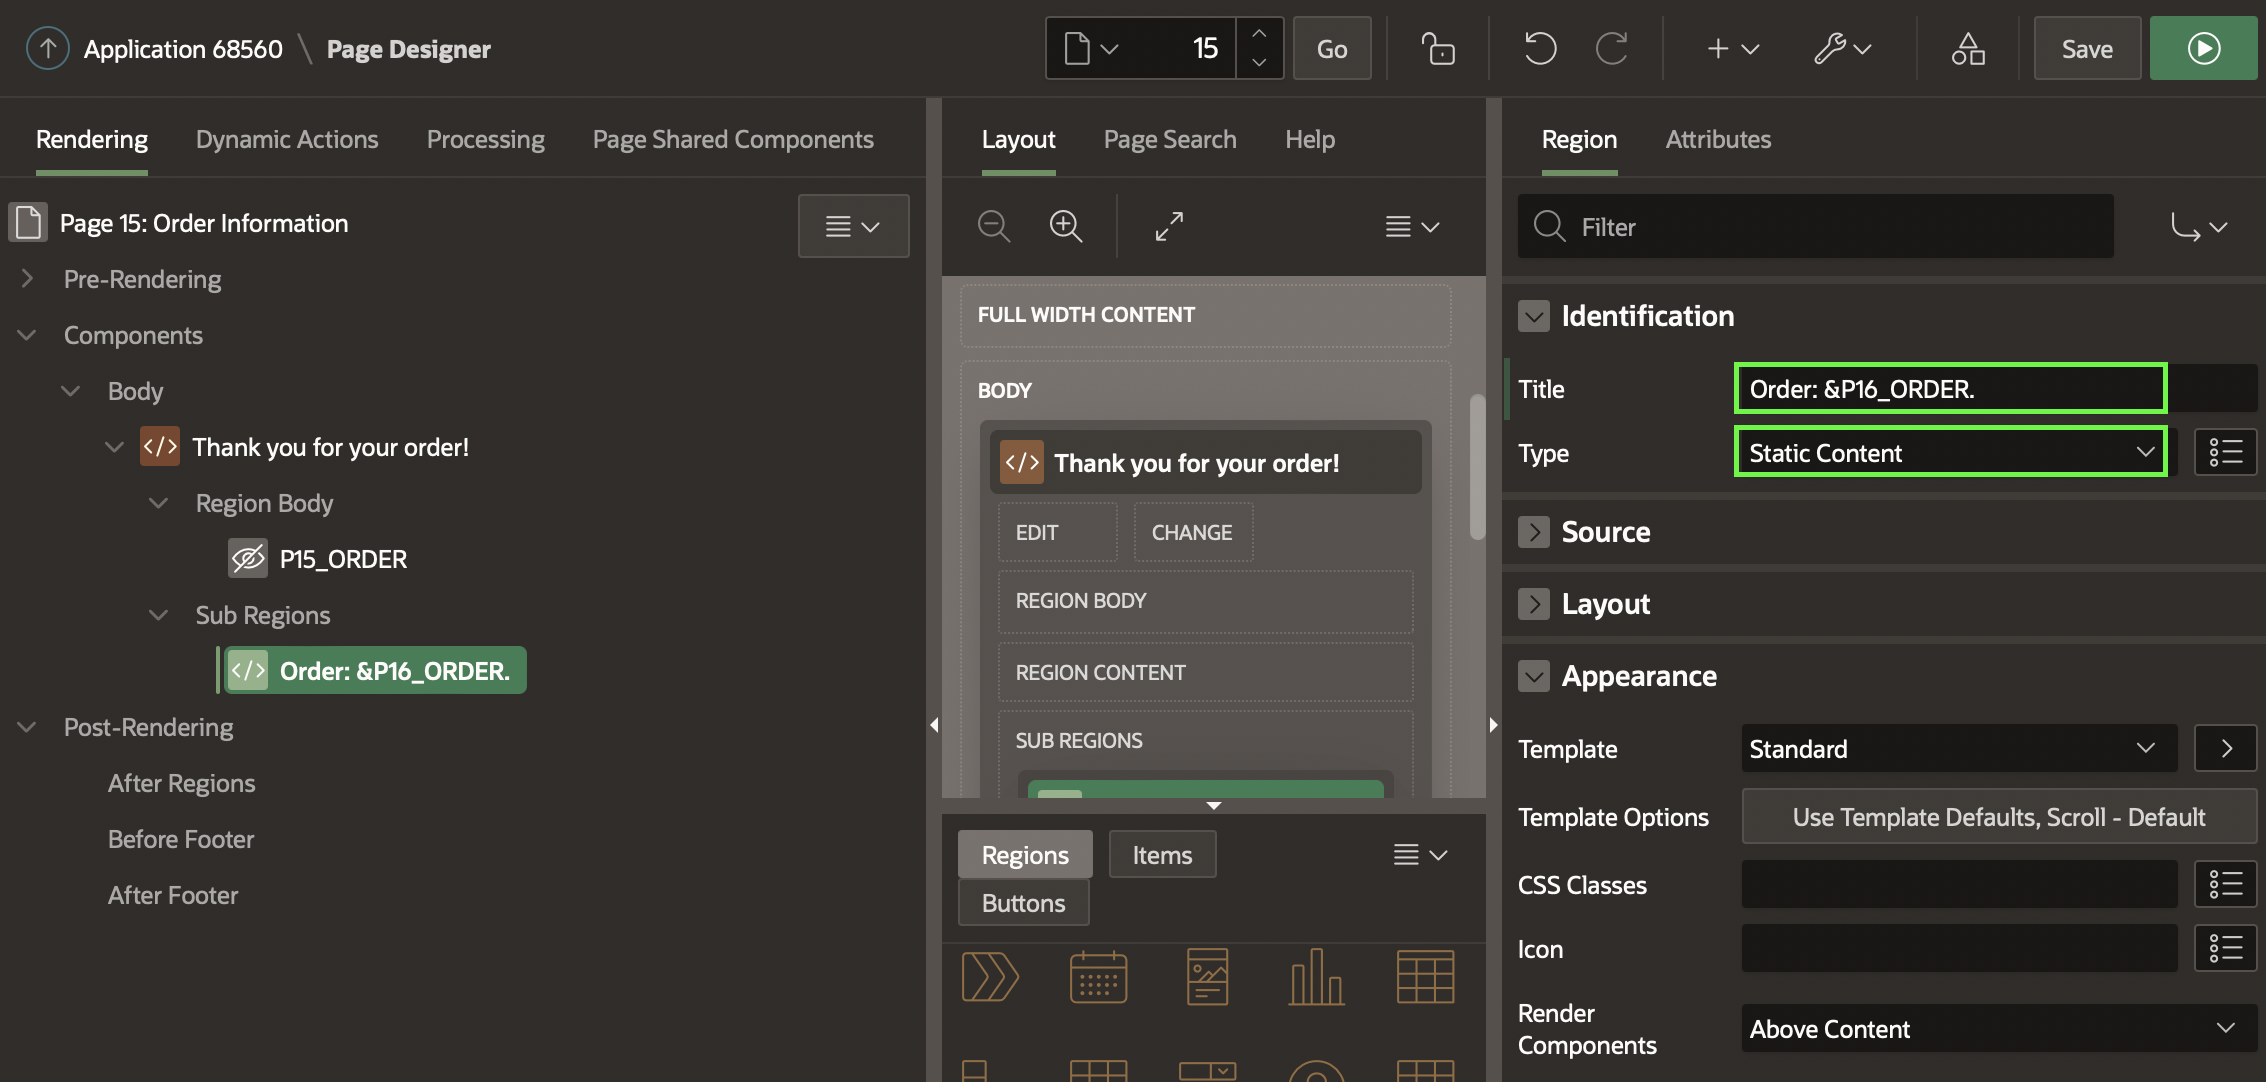 Application 68560 \ Page Designer
15
Go
Save
Rendering
Dynamic Actions
Processing
Page Shared Components
Page 15: Order Information
Pre-Rendering
Components
Body
Thank you for your order!
Region Body
P15_ORDER
Sub Regions
Order: &P16_ORDER.
Post-Rendering
After Regions
Before Footer
After Footer
Layout
Page Search
Help
FULL WIDTH CONTENT
BODY
Thank you for your order!
EDIT
CHANGE
REGION BODY
REGION CONTENT
SUB REGIONS
Regions
Items
Buttons
Region
Attributes
Filter
Identification
Title
Order: &P16_ORDER.
Type
Static Content
Source
Layout
Appearance
Template
Standard
Template Options
Use Template Defaults, Scroll - Default
CSS Classes
Icon
Render
Components
Above Content